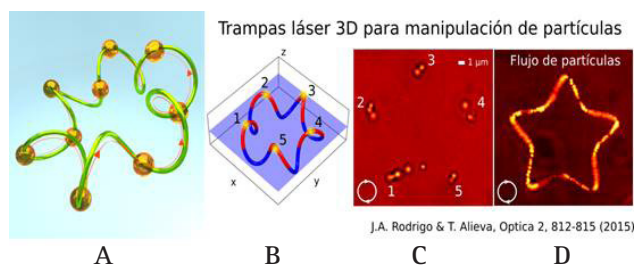 Trampas láser 3D para manipulación de partículas
z
2
3
1
4
5
x
y
3
1 μm
2
4
1
5
Flujo de partículas
J.A. Rodrigo & T. Alieva, Optica 2, 812-815 (2015)
A
B
C
D